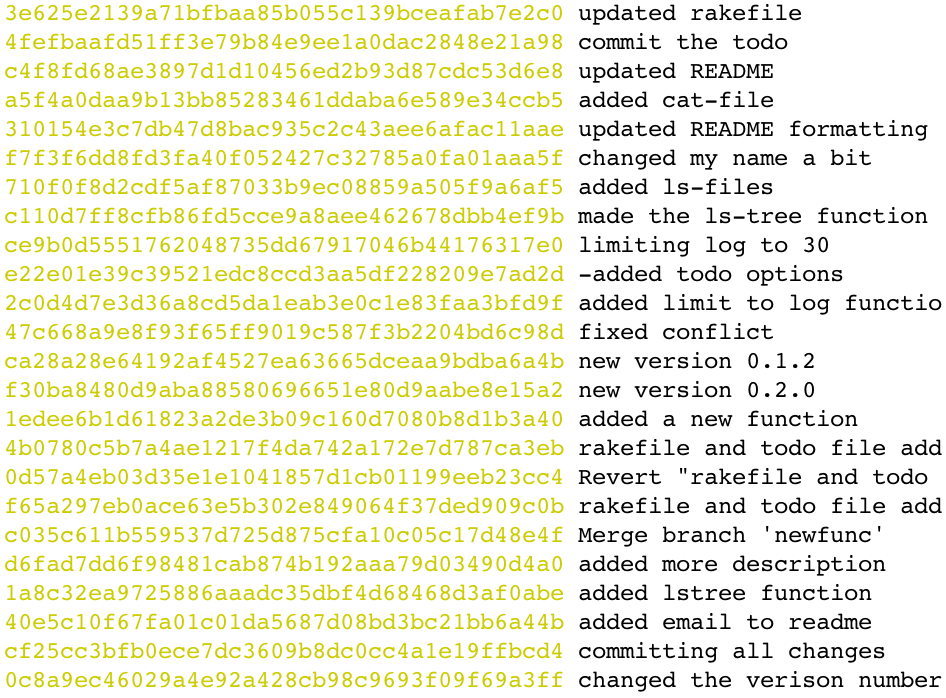 3e625e2139a71bfbaa85b055c139bceafab7e2c0 updated rakefile
4fefbaafd51ff3e79b84e9ee1a0dac2848e21a98 commit the todo
c4f8fd68ae3897d1d10456ed2b93d87cdc53d6e8 updated README
a5f4a0daa9b13bb85283461ddaba6e589e34ccb5 added cat-file
310154e3c7db47d8bac935c2c43aee6afac11aae updated README formatting
f7f3f6dd8fd3fa40f052427c32785a0fa01aaa5f changed my name a bit
710f0f8d2cdf5af87033b9ec08859a505f9a6af5 added ls-files
c110d7ff8cfb86fd5cce9a8aee462678dbb4ef9b made the ls-tree function
ce9b0d5551762048735dd67917046b44176317e0 limiting log to 30
e22e01e39c39521edc8ccd3aa5df228209e7ad2d -added todo options
2c0d4d7e3d36a8cd5da1eab3e0c1e83faa3bfd9f added limit to log functio
47c668a9e8f93f65ff9019c587f3b2204bd6c98d fixed conflict
ca28a28e64192af4527ea63665dceaa9bdba6a4b new version 0.1.2
f30ba8480d9aba88580696651e80d9aabe8e15a2 new version 0.2.0
1edee6b1d61823a2de3b09c160d7080b8d1b3a40 added a new function
4b0780c5b7a4ae1217f4da742a172e7d787ca3eb rakefile and todo file add
0d57a4eb03d35e1e1041857d1cb01199eeb23cc4 Revert "rakefile and todo
f65a297eb0ace63e5b302e849064f37ded909c0b rakefile and todo file add
c035c611b559537d725d875cfa10c05c17d48e4f Merge branch 'newfunc'
d6fad7dd6f98481cab874b192aaa79d03490d4a0 added more description
1a8c32ea9725886aaadc35dbf4d68468d3af0abe added lstree function
40e5c10f67fa01c01da5687d08bd3bc21bb6a44b added email to readme
cf25cc3bfb0ece7dc3609b8dc0cc4a1e19ffbcd4 committing all changes
0c8a9ec46029a4e92a428cb98c9693f09f69a3ff changed the verison number